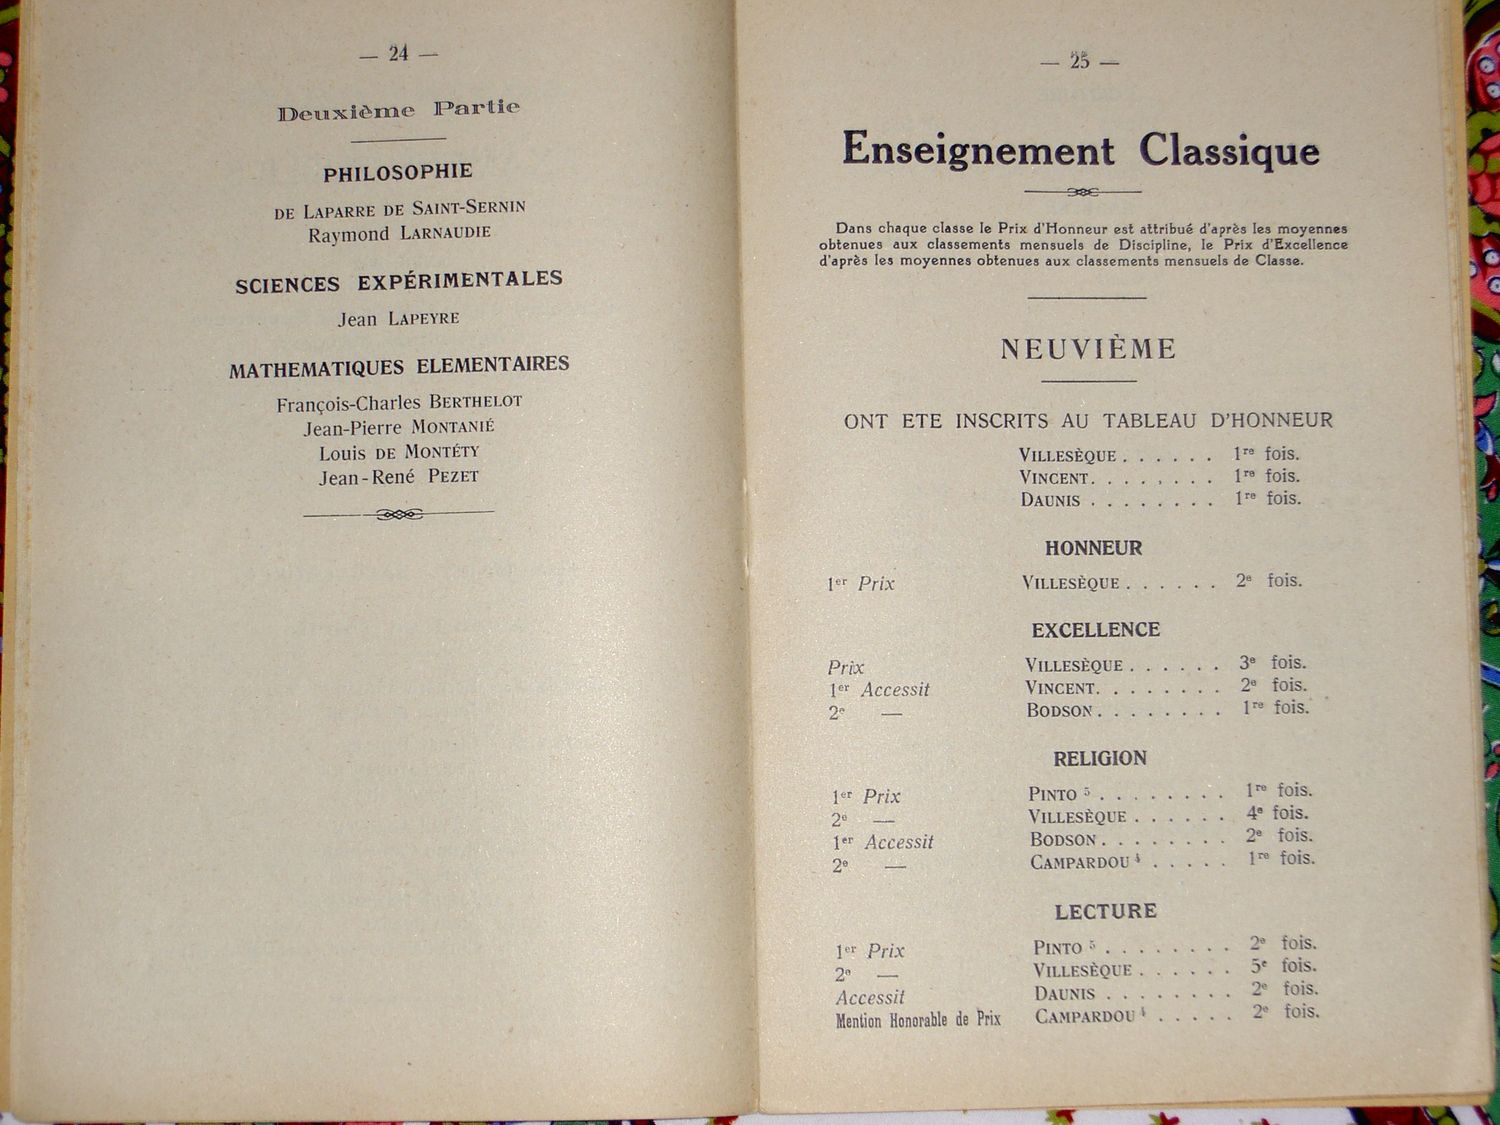 — 24 —
Deuxième Partie
PHILOSOPHIE
DE LAPARRE DE SAINT-SERNIN
Raymond LARNAUDIE
SCIENCES EXPÉRIMENTALES
Jean LAPEYRE
MATHEMATIQUES ELEMENTAIRES
François-Charles BERTHELOT
Jean-Pierre MONTANIÉ
Louis DE MONTÉTY
Jean-René PEZET
— 25 —
Enseignement Classique
Dans chaque classe le Prix d'Honneur est attribué d'après les moyennes
obtenues aux classements mensuels de Discipline, le Prix d'Excellence
d'après les moyennes obtenues aux classements mensuels de Classe.
NEUVIÈME
ONT ETE INSCRITS AU TABLEAU D'HONNEUR
VILLESÈQUE . . . . . . 1re fois.
VINCENT. . . . . . . . 1re fois.
DAUNIS . . . . . . . . 1re fois.
HONNEUR
1er Prix VILLESÈQUE . . . . . . 2e fois.
EXCELLENCE
Prix VILLESÈQUE . . . . . . 3e fois.
1er Accessit VINCENT. . . . . . . . 2e fois.
2e — BODSON . . . . . . . . 1re fois.
RELIGION
1er Prix PINTO 5 . . . . . . . . 1re fois.
2e — VILLESÈQUE . . . . . . 4e fois.
1er Accessit BODSON . . . . . . . . 2e fois.
2e — CAMPARDOU 4 . . . . . 1re fois.
LECTURE
1er Prix PINTO 5 . . . . . . . . 2e fois.
2e — VILLESÈQUE . . . . . . 5e fois.
Accessit DAUNIS . . . . . . . . 2e fois.
Mention Honorable de Prix CAMPARDOU 4 . . . . . 2e fois.